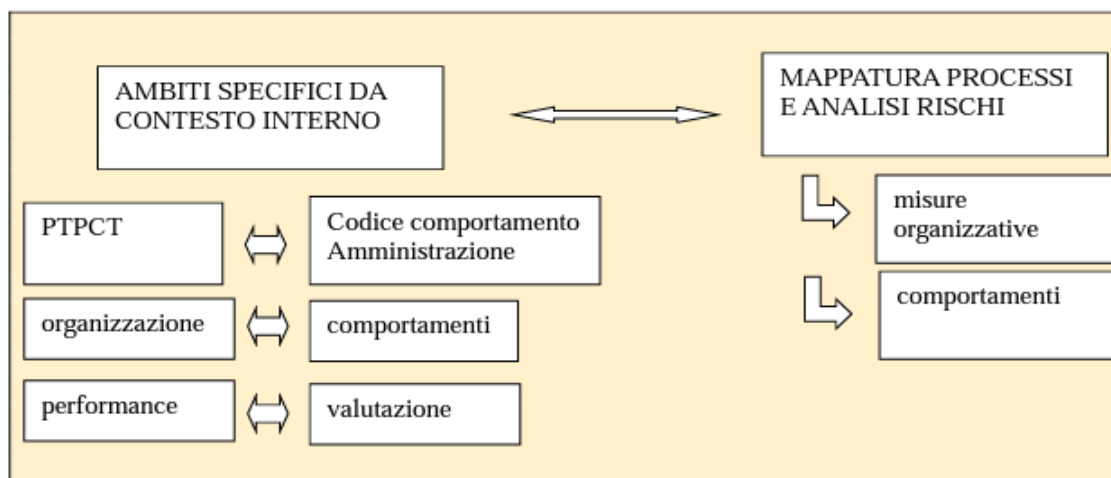 AMBITI SPECIFICI DA
CONTESTO INTERNO
MAPPATURA PROCESSI
E ANALISI RISCHI
PTPCT
Codice comportamento
Amministrazione
organizzazione
comportamenti
performance
valutazione
misure
organizzative
comportamenti